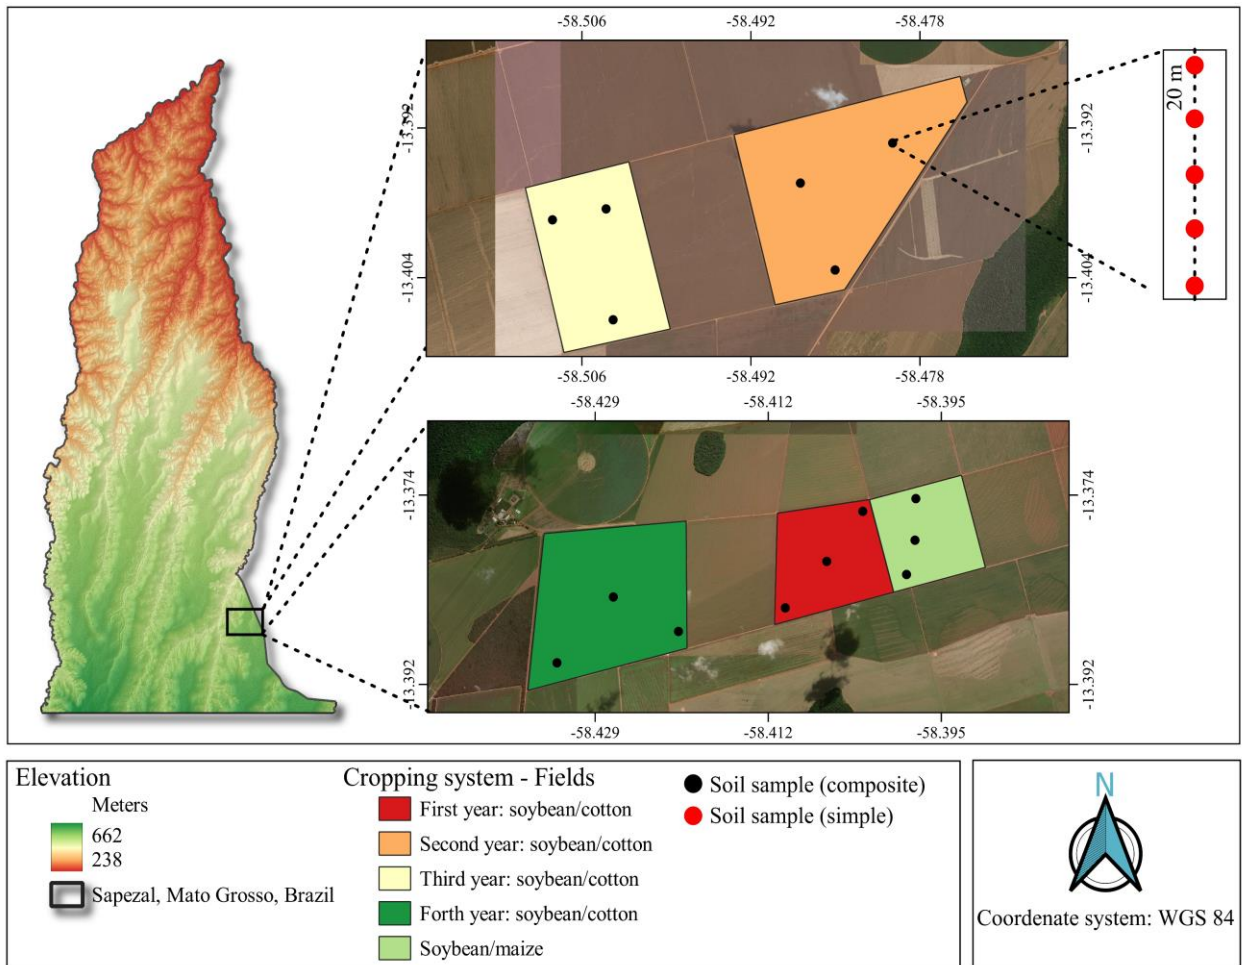 -58.506
-58.492
-58.478
20 m
-13.392
-13.392
-13.404
-13.404
-58.506
-58.492
-58.478
-58.429
-58.412
-58.395
-13.374
-13.374
-13.392
-13.392
-58.429
-58.412
-58.395
Elevation
Meters
662
238
Sapezal, Mato Grosso, Brazil
Cropping system - Fields
First year: soybean/cotton
Second year: soybean/cotton
Third year: soybean/cotton
Forth year: soybean/cotton
Soybean/maize
Soil sample (composite)
Soil sample (simple)
N
Coordenate system: WGS 84